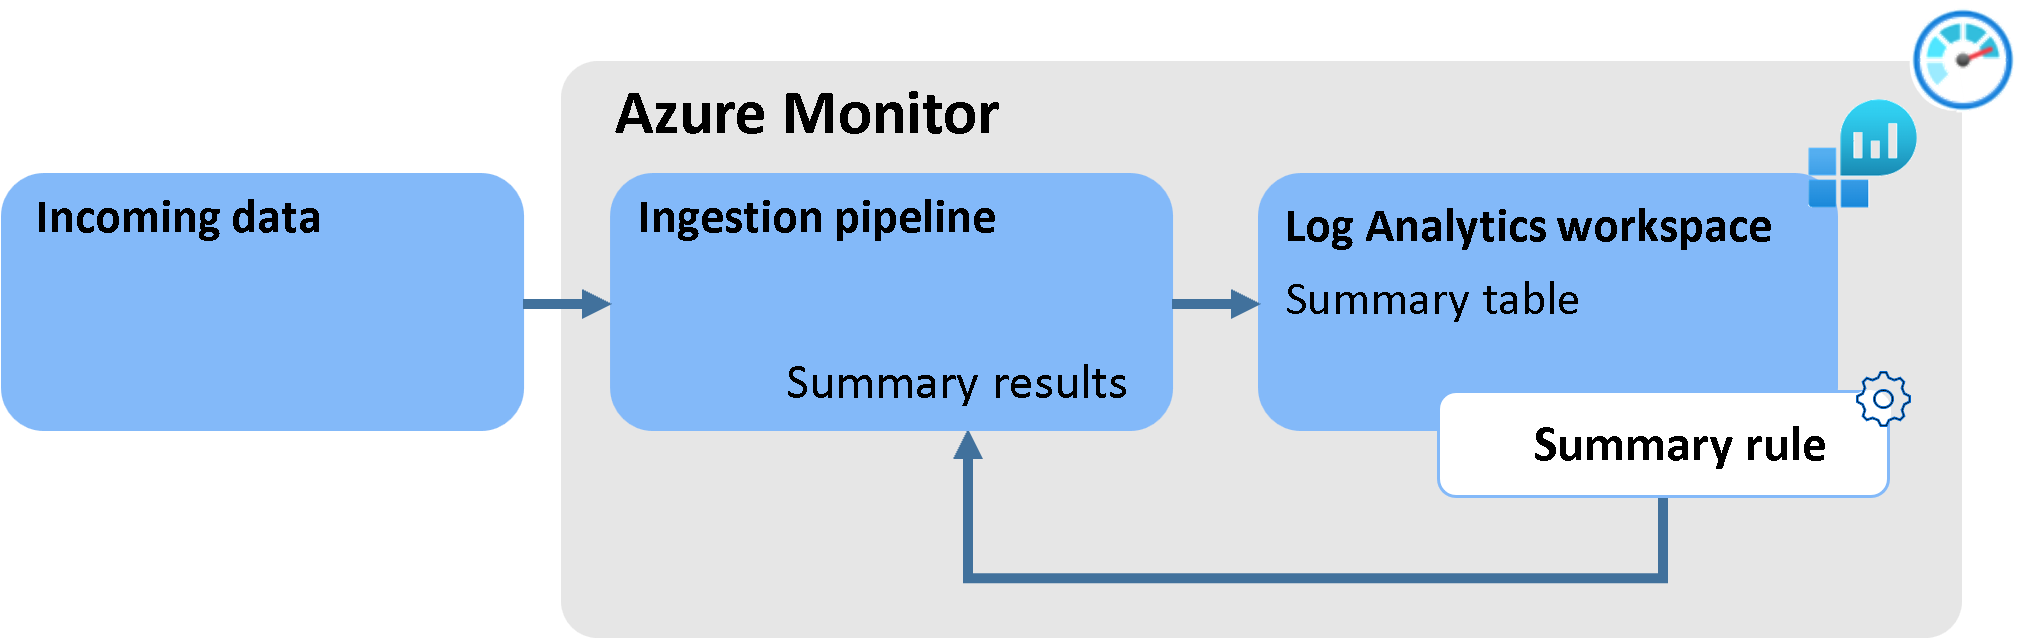 Azure Monitor
Incoming data
Ingestion pipeline
Summary results
Log Analytics workspace
Summary table
Summary rule